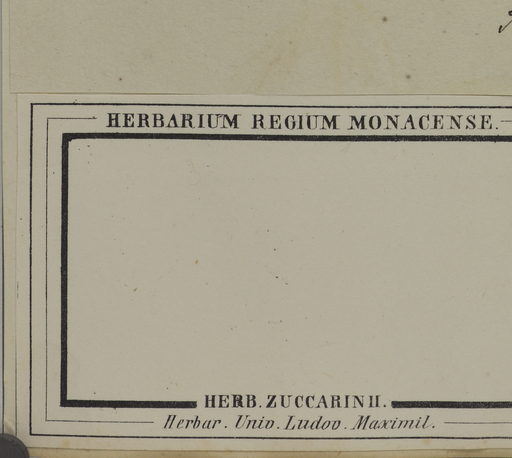 HERBARIUM REGIUM MONACENSE.
HERB. ZUCCARINII.
Herbar. Univ. Ludov. Maximil.